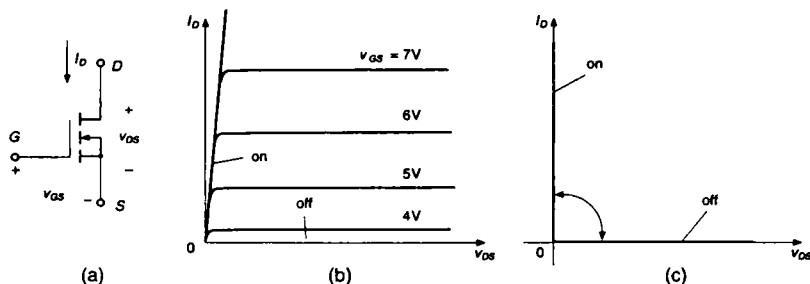 I_D
D
+
G
v_DS
+
−
v_GS
− S
(a)
I_D
v_GS = 7V
6V
on
5V
off
4V
0
v_DS
(b)
I_D
on
off
0
v_DS
(c)